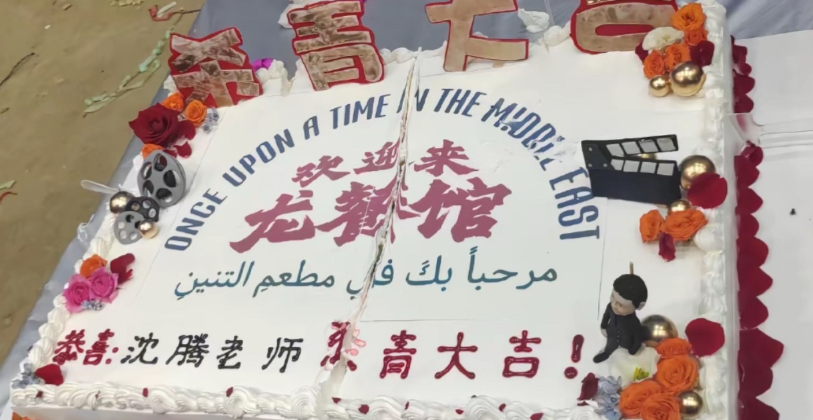 杀青大吉
ONCE UPON A TIME IN THE MIDDLE EAST
欢迎来
龙餐馆
مرحباً بكَ في مطعمِ التنينِ
恭喜:沈腾老师 杀青大吉!